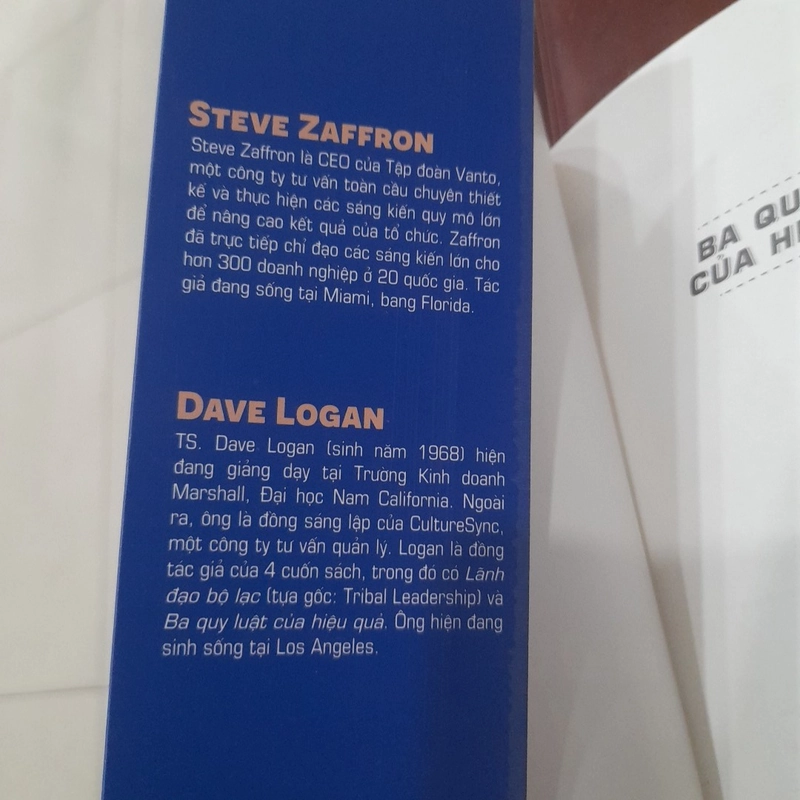 STEVE ZAFFRON
Steve Zaffron là CEO của Tập đoàn Vanto,
một công ty tư vấn toàn cầu chuyên thiết
kế và thực hiện các sáng kiến quy mô lớn
để nâng cao kết quả của tổ chức. Zaffron
đã trực tiếp chỉ đạo các sáng kiến lớn cho
hơn 300 doanh nghiệp ở 20 quốc gia. Tác
giả đang sống tại Miami, bang Florida.
DAVE LOGAN
TS. Dave Logan (sinh năm 1968) hiện
đang giảng dạy tại Trường Kinh doanh
Marshall, Đại học Nam California. Ngoài
ra, ông là đồng sáng lập của CultureSync,
một công ty tư vấn quản lý. Logan là đồng
tác giả của 4 cuốn sách, trong đó có Lãnh
đạo bộ lạc (tựa gốc: Tribal Leadership) và
Ba quy luật của hiệu quả. Ông hiện đang
sinh sống tại Los Angeles.
BA
CỦA